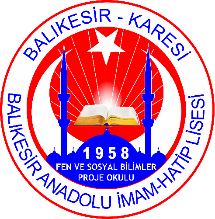 BALIKESİR - KARESİ
1958
FEN VE SOSYAL BİLİMLER
PROJE OKULU
BALIKESİR ANADOLU İMAM-HATİP LİSESİ